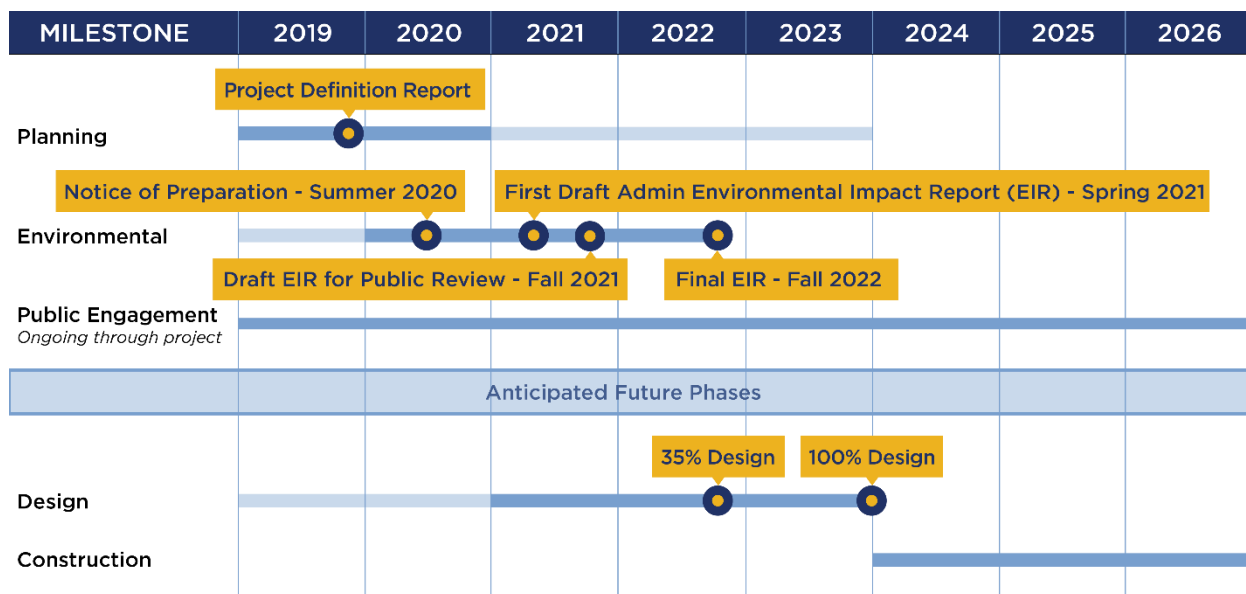 MILESTONE 2019 2020 2021 2022 2023 2024 2025 2026
Project Definition Report
Planning
Notice of Preparation - Summer 2020
First Draft Admin Environmental Impact Report (EIR) - Spring 2021
Environmental
Draft EIR for Public Review - Fall 2021
Final EIR - Fall 2022
Public Engagement
Ongoing through project
Anticipated Future Phases
35% Design
100% Design
Design
Construction